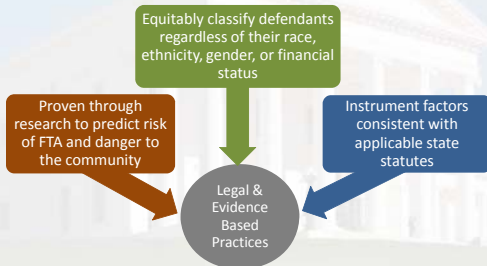 Equitably classify defendants
regardless of their race,
ethnicity, gender, or financial
status
Proven through
research to predict risk
of FTA and danger to
the community
Instrument factors
consistent with
applicable state
statutes
Legal &
Evidence
Based
Practices